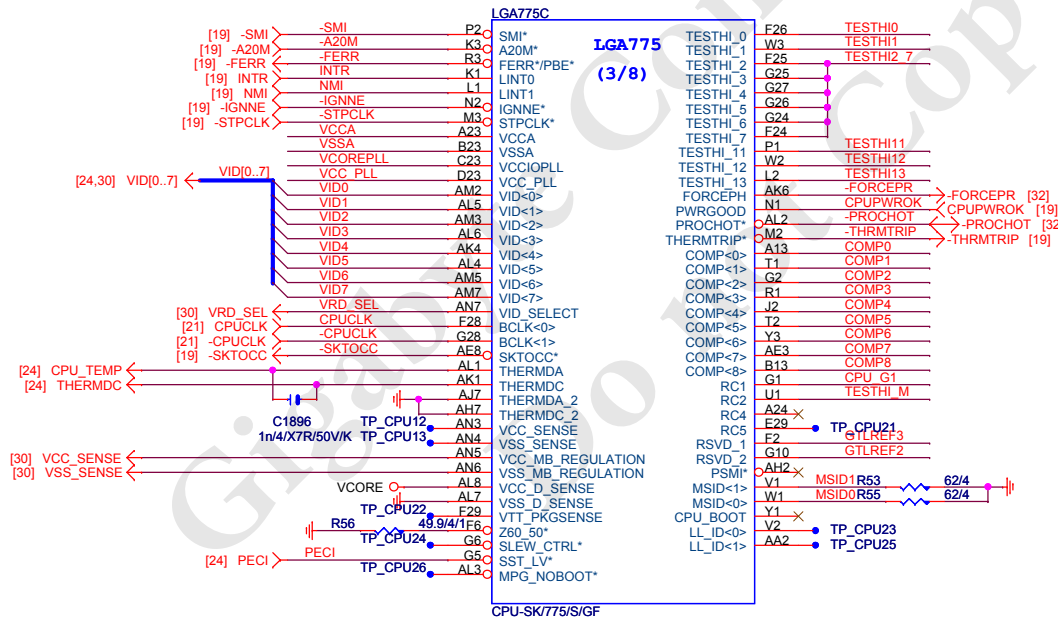 LGA775C
LGA775
(3/8)
[19] -SMI -SMI P2 SMI*
[19] -A20M -A20M K3 A20M*
[19] -FERR -FERR R3 FERR*/PBE*
[19] INTR INTR K1 LINT0
[19] NMI NMI L1 LINT1
[19] -IGNNE -IGNNE N2 IGNNE*
[19] -STPCLK -STPCLK M3 STPCLK*
VCCA A23 VCCA
VSSA B23 VSSA
VCOREPLL C23 VCCIOPLL
VCC_PLL D23 VCC_PLL
[24,30] VID[0..7] VID[0..7]
VID0 AM2 VID<0>
VID1 AL5 VID<1>
VID2 AM3 VID<2>
VID3 AL6 VID<3>
VID4 AK4 VID<4>
VID5 AL4 VID<5>
VID6 AM5 VID<6>
VID7 AM7 VID<7>
[30] VRD_SEL VRD_SEL AN7 VID_SELECT
[21] CPUCLK CPUCLK F28 BCLK<0>
[21] -CPUCLK -CPUCLK G28 BCLK<1>
[19] -SKTOCC -SKTOCC AE8 SKTOCC*
[24] CPU_TEMP AL1 THERMDA
[24] THERMDC AK1 THERMDC
AJ7 THERMDA_2
AH7 THERMDC_2
C1896
1n/4/X7R/50V/K
TP_CPU12 AN3 VCC_SENSE
TP_CPU13 AN4 VSS_SENSE
[30] VCC_SENSE AN5 VCC_MB_REGULATION
[30] VSS_SENSE AN6 VSS_MB_REGULATION
VCORE AL8 VCC_D_SENSE
AL7 VSS_D_SENSE
TP_CPU22 F29 VTT_PKGSENSE
R56 49.9/4/1 F6 Z60_50*
TP_CPU24 G6 SLEW_CTRL*
[24] PECI PECI G5 SST_LV*
TP_CPU26 AL3 MPG_NOBOOT*
TESTHI_0 F26 TESTHI0
TESTHI_1 W3 TESTHI1
TESTHI_2 F25 TESTHI2_7
TESTHI_3 G25
TESTHI_4 G27
TESTHI_5 G26
TESTHI_6 G24
TESTHI_7 F24
TESTHI_11 P1 TESTHI11
TESTHI_12 W2 TESTHI12
TESTHI_13 L2 TESTHI13
FORCEPH AK6 -FORCEPR -FORCEPR [32]
PWRGOOD N1 CPUPWROK CPUPWROK [19]
PROCHOT* AL2 -PROCHOT -PROCHOT [32
THERMTRIP* M2 -THRMTRIP -THRMTRIP [19]
COMP<0> A13 COMP0
COMP<1> T1 COMP1
COMP<2> G2 COMP2
COMP<3> R1 COMP3
COMP<4> J2 COMP4
COMP<5> T2 COMP5
COMP<6> Y3 COMP6
COMP<7> AE3 COMP7
COMP<8> B13 COMP8
RC1 G1 CPU_G1
RC2 U1 TESTHI_M
RC4 A24
RC5 E29 TP_CPU21
RSVD_1 F2 GTLREF3
RSVD_2 G10 GTLREF2
PSMI* AH2
MSID<1> V1 MSID1 R53 62/4
MSID<0> W1 MSID0 R55 62/4
CPU_BOOT Y1
LL_ID<0> V2 TP_CPU23
LL_ID<1> AA2 TP_CPU25
CPU-SK/775/S/GF
Gigabyte Co
Do not Cop